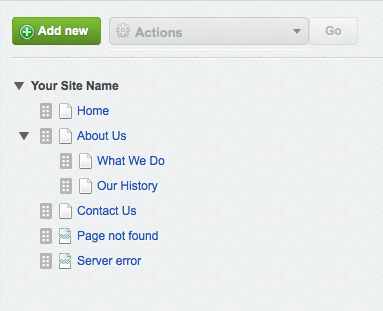 Add new Actions Go
Your Site Name
Home
About Us
What We Do
Our History
Contact Us
Page not found
Server error